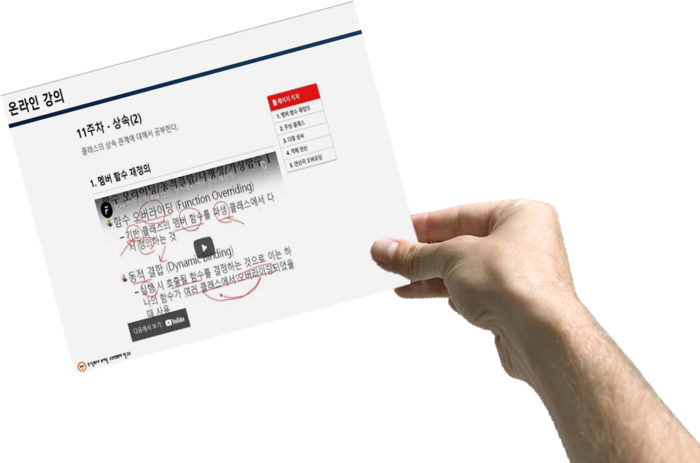 온라인 강의
11주차 - 상속(2)
클래스의 상속 관계에 대해서 공부한다.
페이지 목차
1. 멤버 함수 재정의
2. 추상 클래스
3. 다중 상속
4. 객체 연산
5. 연산자 오버로딩
1. 멤버 함수 재정의
함수 오버라이딩 (Function Overriding)
– 기반 클래스의 멤버 함수를 파생 클래스에서 다
시 정의하는 것
동적 결합 (Dynamic Binding)
– 실행 시 호출될 함수를 결정하는 것으로 이는 하
나의 함수가 여러 클래스에서 오버라이딩되었을
때 사용
다음에서 보기: YouTube